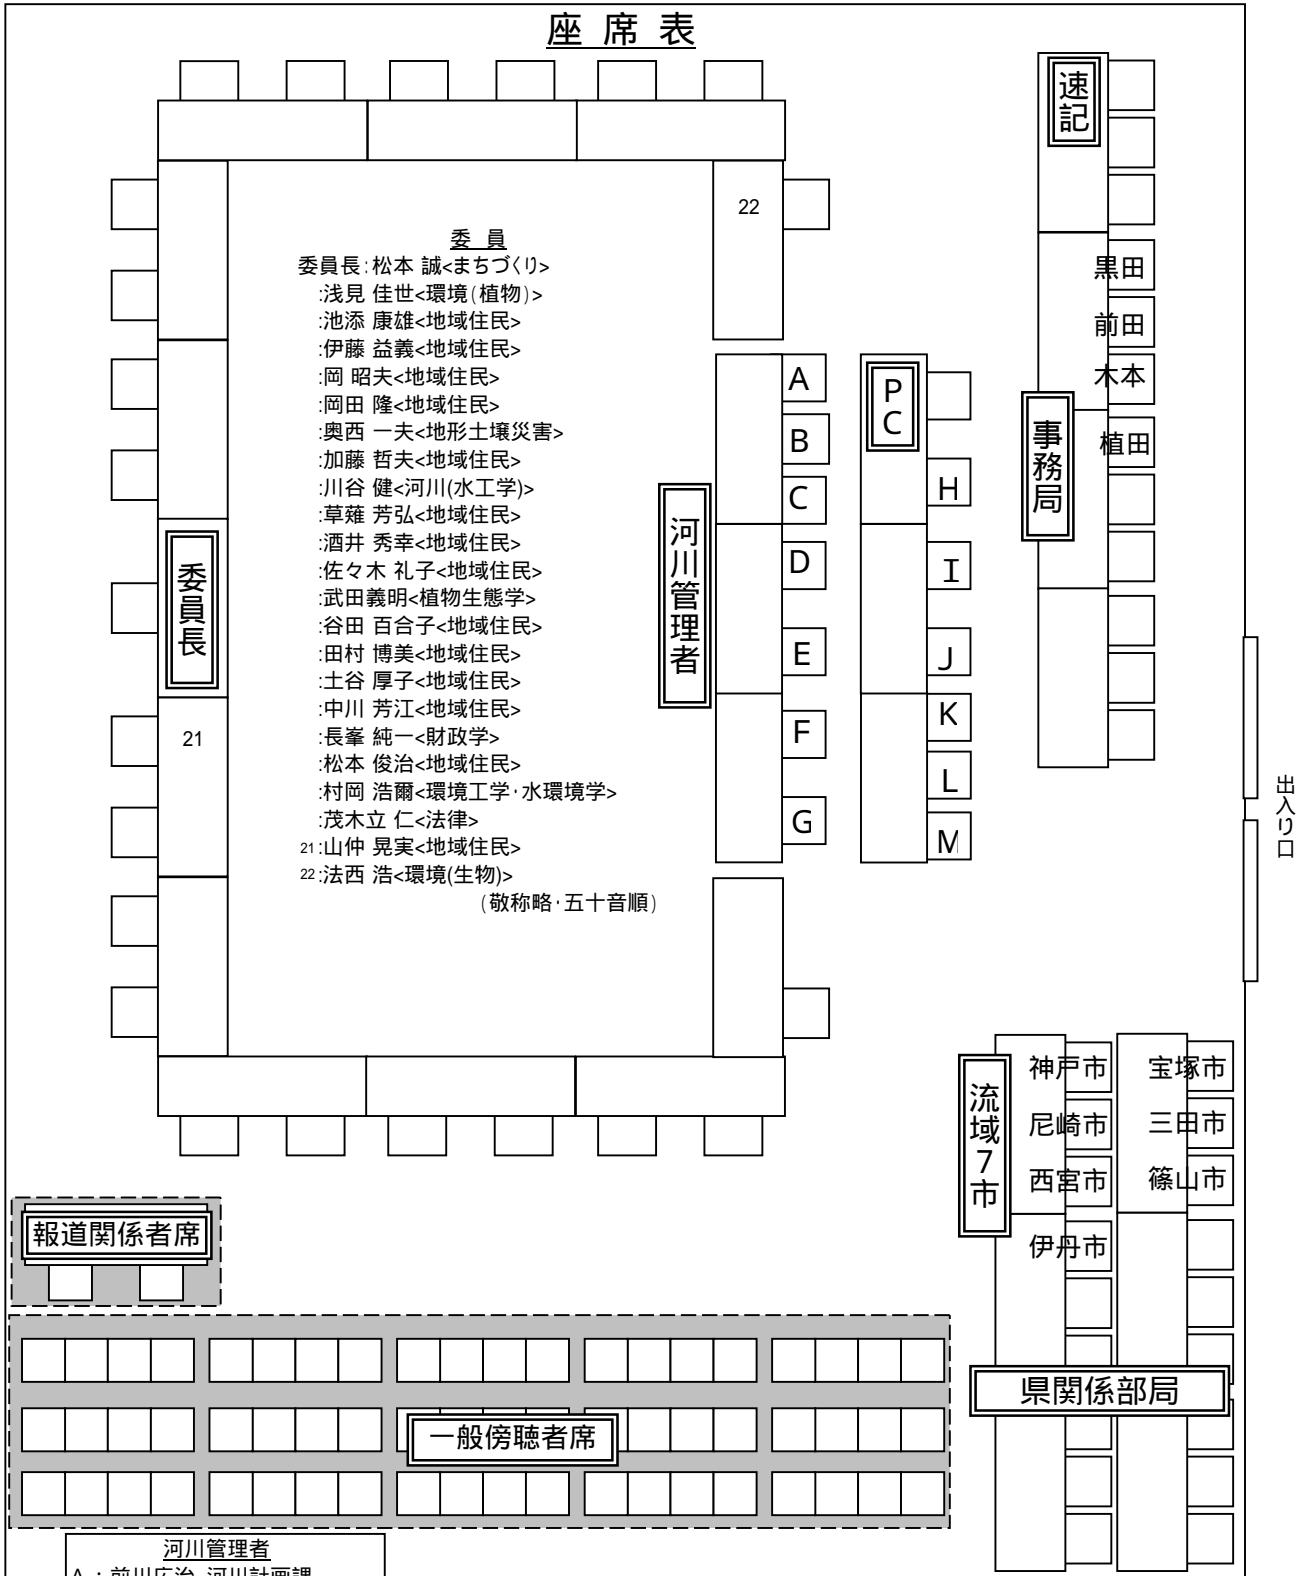 座 席 表
速記
22
委 員
委員長:松本 誠<まちづくり>
:浅見 佳世<環境(植物)>
:池添 康雄<地域住民>
:伊藤 益義<地域住民>
:岡 昭夫<地域住民>
:岡田 隆<地域住民>
:奥西 一夫<地形土壌災害>
:加藤 哲夫<地域住民>
:川谷 健<河川(水工学)>
:草薙 芳弘<地域住民>
:酒井 秀幸<地域住民>
:佐々木 礼子<地域住民>
:武田義明<植物生態学>
:谷田 百合子<地域住民>
:田村 博美<地域住民>
:土谷 厚子<地域住民>
:中川 芳江<地域住民>
:長峯 純一<財政学>
:松本 俊治<地域住民>
:村岡 浩爾<環境工学・水環境学>
:茂木立 仁<法律>
21:山仲 晃実<地域住民>
22:法西 浩<環境(生物)>
(敬称略・五十音順)
委員長
21
河川管理者
A
B
C
D
E
F
G
PC
H
I
J
K
L
M
黒田
前田
木本
植田
事務局
出入り口
流域7市
神戸市
尼崎市
西宮市
伊丹市
宝塚市
三田市
篠山市
県関係部局
報道関係者席
一般傍聴者席
河川管理者
A:前川広治 河川計画課